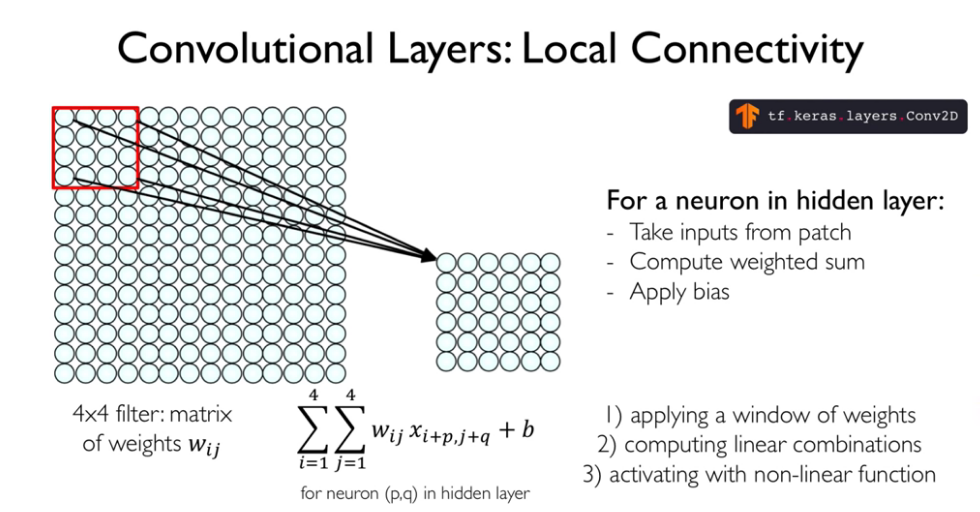 Convolutional Layers: Local Connectivity
tf.keras.layers.Conv2D
For a neuron in hidden layer:
- Take inputs from patch
- Compute weighted sum
- Apply bias
4x4 filter: matrix
of weights w_{ij}
\sum_{i=1}^{4} \sum_{j=1}^{4} w_{ij} x_{i+p,j+q} + b
for neuron (p,q) in hidden layer
1) applying a window of weights
2) computing linear combinations
3) activating with non-linear function